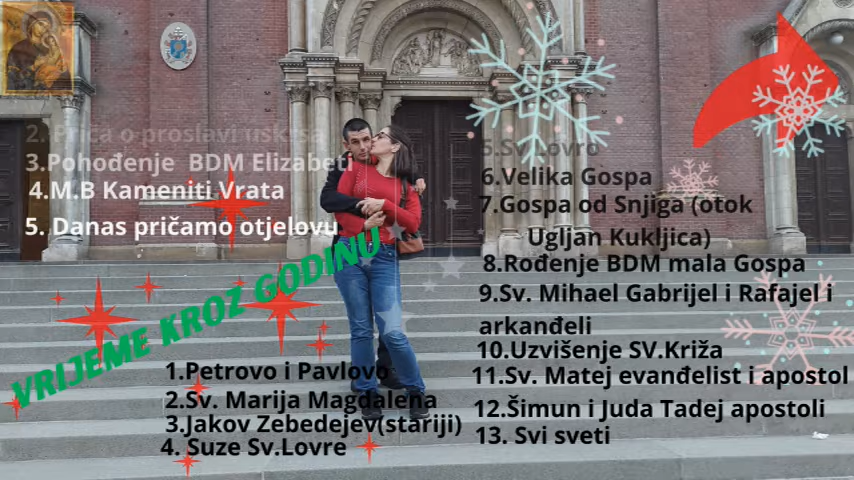 2. Priča o proslavi uskrsa
3.Pohođenje BDM Elizabeti
4.M.B Kameniti Vrata
5. Danas pričamo otjelovu
VRIJEME KROZ GODINU
1.Petrovo i Pavlovo
2.Sv. Marija Magdalena
3.Jakov Zebedejev(stariji)
4. Suze Sv.Lovre
5.Sv.Lovro
6.Velika Gospa
7.Gospa od Snjiga (otok
Ugljan Kukljica)
8.Rođenje BDM mala Gospa
9.Sv. Mihael Gabrijel i Rafajel i
arkanđeli
10.Uzvišenje SV.Križa
11.Sv. Matej evanđelist i apostol
12.Šimun i Juda Tadej apostoli
13. Svi sveti